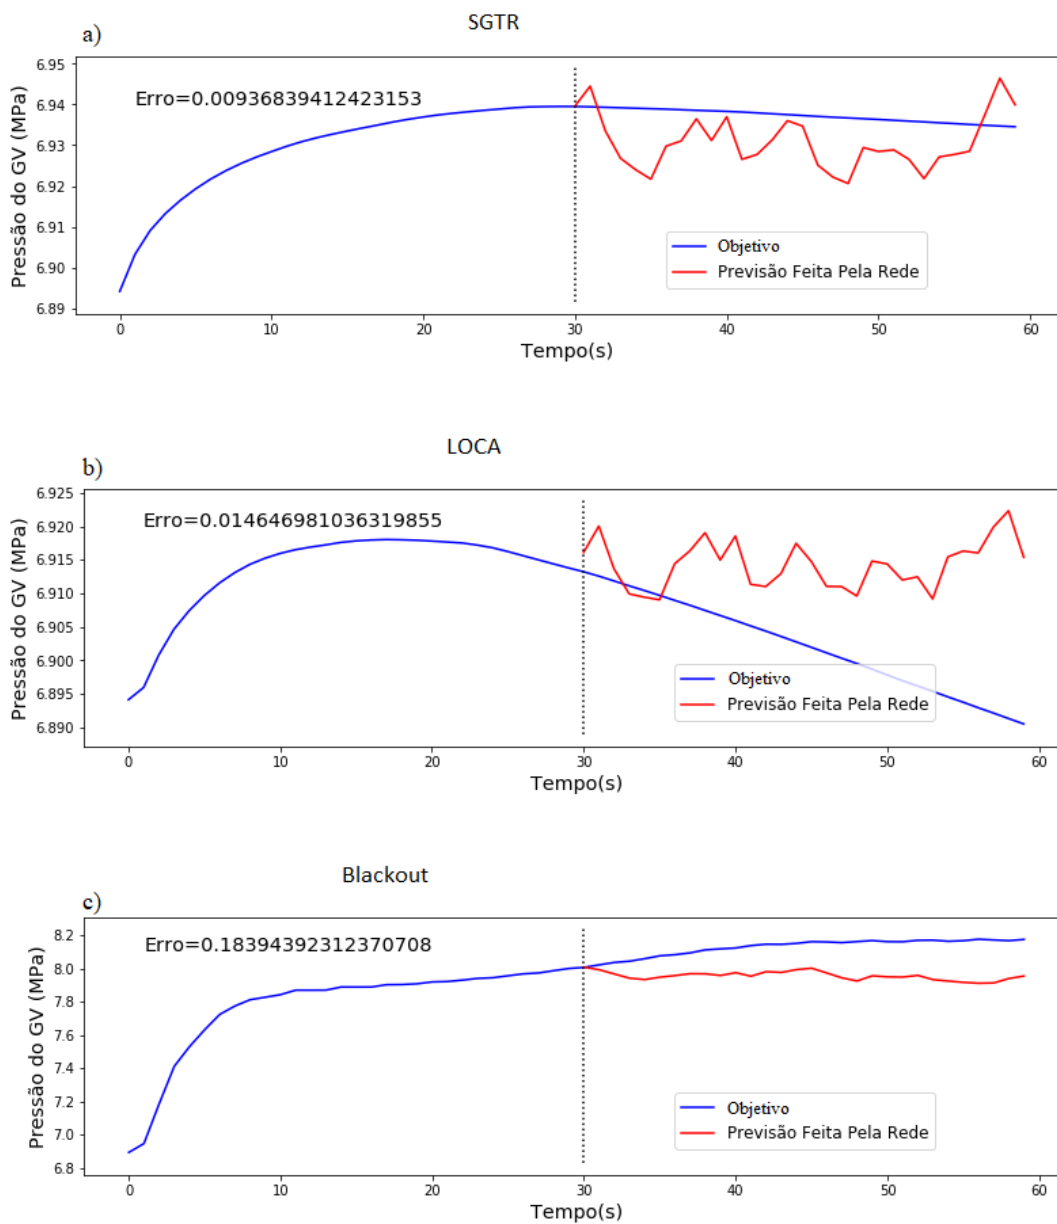 SGTR
a)
Erro=0.00936839412423153
Pressão do GV (MPa)
6.95
6.94
6.93
6.92
6.91
6.90
6.89
Objetivo
Previsão Feita Pela Rede
0 10 20 30 40 50 60
Tempo(s)
LOCA
b)
Erro=0.014646981036319855
Pressão do GV (MPa)
6.925
6.920
6.915
6.910
6.905
6.900
6.895
6.890
Objetivo
Previsão Feita Pela Rede
0 10 20 30 40 50 60
Tempo(s)
Blackout
c)
Erro=0.18394392312370708
Pressão do GV (MPa)
8.2
8.0
7.8
7.6
7.4
7.2
7.0
6.8
Objetivo
Previsão Feita Pela Rede
0 10 20 30 40 50 60
Tempo(s)